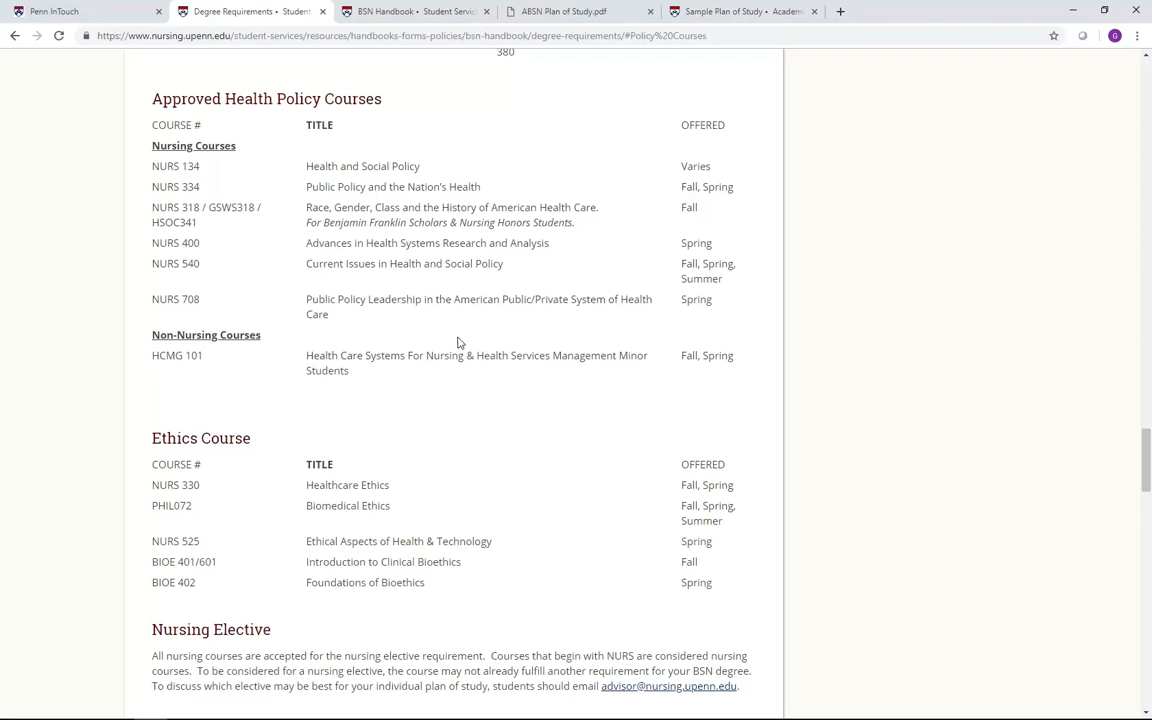 Penn InTouch
Degree Requirements • Student
BSN Handbook • Student Servic
ABSN Plan of Study.pdf
Sample Plan of Study • Academi
https://www.nursing.upenn.edu/student-services/resources/handbooks-forms-policies/bsn-handbook/degree-requirements/#Policy%20Courses
G
380
Approved Health Policy Courses
COURSE # TITLE OFFERED
Nursing Courses
NURS 134 Health and Social Policy Varies
NURS 334 Public Policy and the Nation's Health Fall, Spring
NURS 318 / GSWS318 / Race, Gender, Class and the History of American Health Care. Fall
HSOC341 For Benjamin Franklin Scholars & Nursing Honors Students.
NURS 400 Advances in Health Systems Research and Analysis Spring
NURS 540 Current Issues in Health and Social Policy Fall, Spring,
Summer
NURS 708 Public Policy Leadership in the American Public/Private System of Health Spring
Care
Non-Nursing Courses
HCMG 101 Health Care Systems For Nursing & Health Services Management Minor Fall, Spring
Students
Ethics Course
COURSE # TITLE OFFERED
NURS 330 Healthcare Ethics Fall, Spring
PHIL072 Biomedical Ethics Fall, Spring,
Summer
NURS 525 Ethical Aspects of Health & Technology Spring
BIOE 401/601 Introduction to Clinical Bioethics Fall
BIOE 402 Foundations of Bioethics Spring
Nursing Elective
All nursing courses are accepted for the nursing elective requirement. Courses that begin with NURS are considered nursing
courses. To be considered for a nursing elective, the course may not already fulfill another requirement for your BSN degree.
To discuss which elective may be best for your individual plan of study, students should email advisor@nursing.upenn.edu.